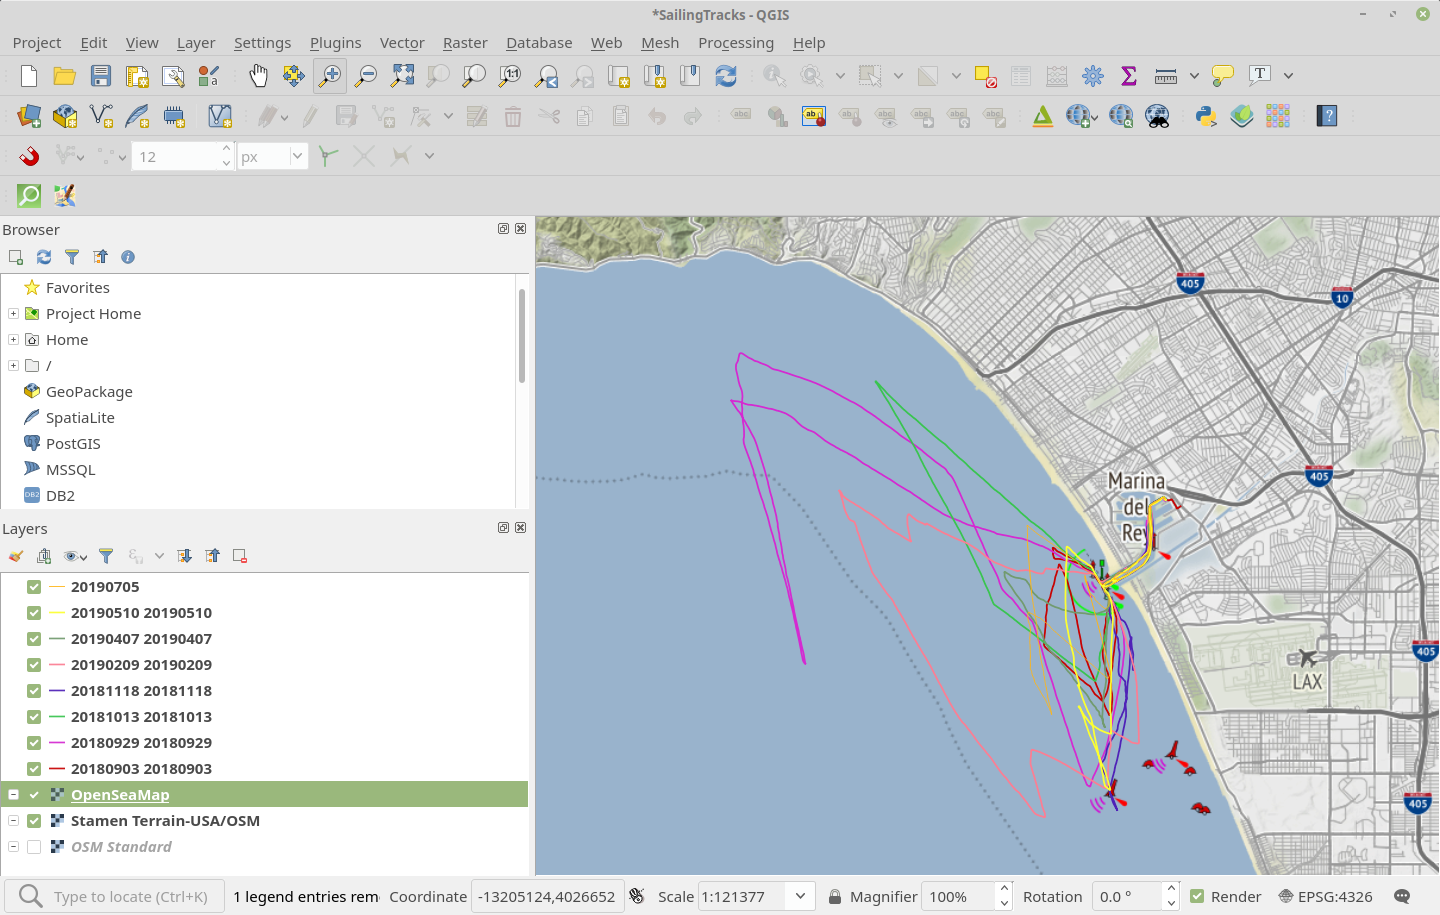 *SailingTracks - QGIS
Project Edit View Layer Settings Plugins Vector Raster Database Web Mesh Processing Help
12 px
Browser
Favorites
Project Home
Home
/
GeoPackage
SpatiaLite
PostGIS
MSSQL
DB2
Layers
20190705
20190510 20190510
20190407 20190407
20190209 20190209
20181118 20181118
20181013 20181013
20180929 20180929
20180903 20180903
OpenSeaMap
Stamen Terrain-USA/OSM
OSM Standard
405
10
405
Marina
del
Rey
405
LAX
405
Type to locate (Ctrl+K) 1 legend entries rem Coordinate -13205124,4026652 Scale 1:121377 Magnifier 100% Rotation 0.0 ° Render EPSG:4326